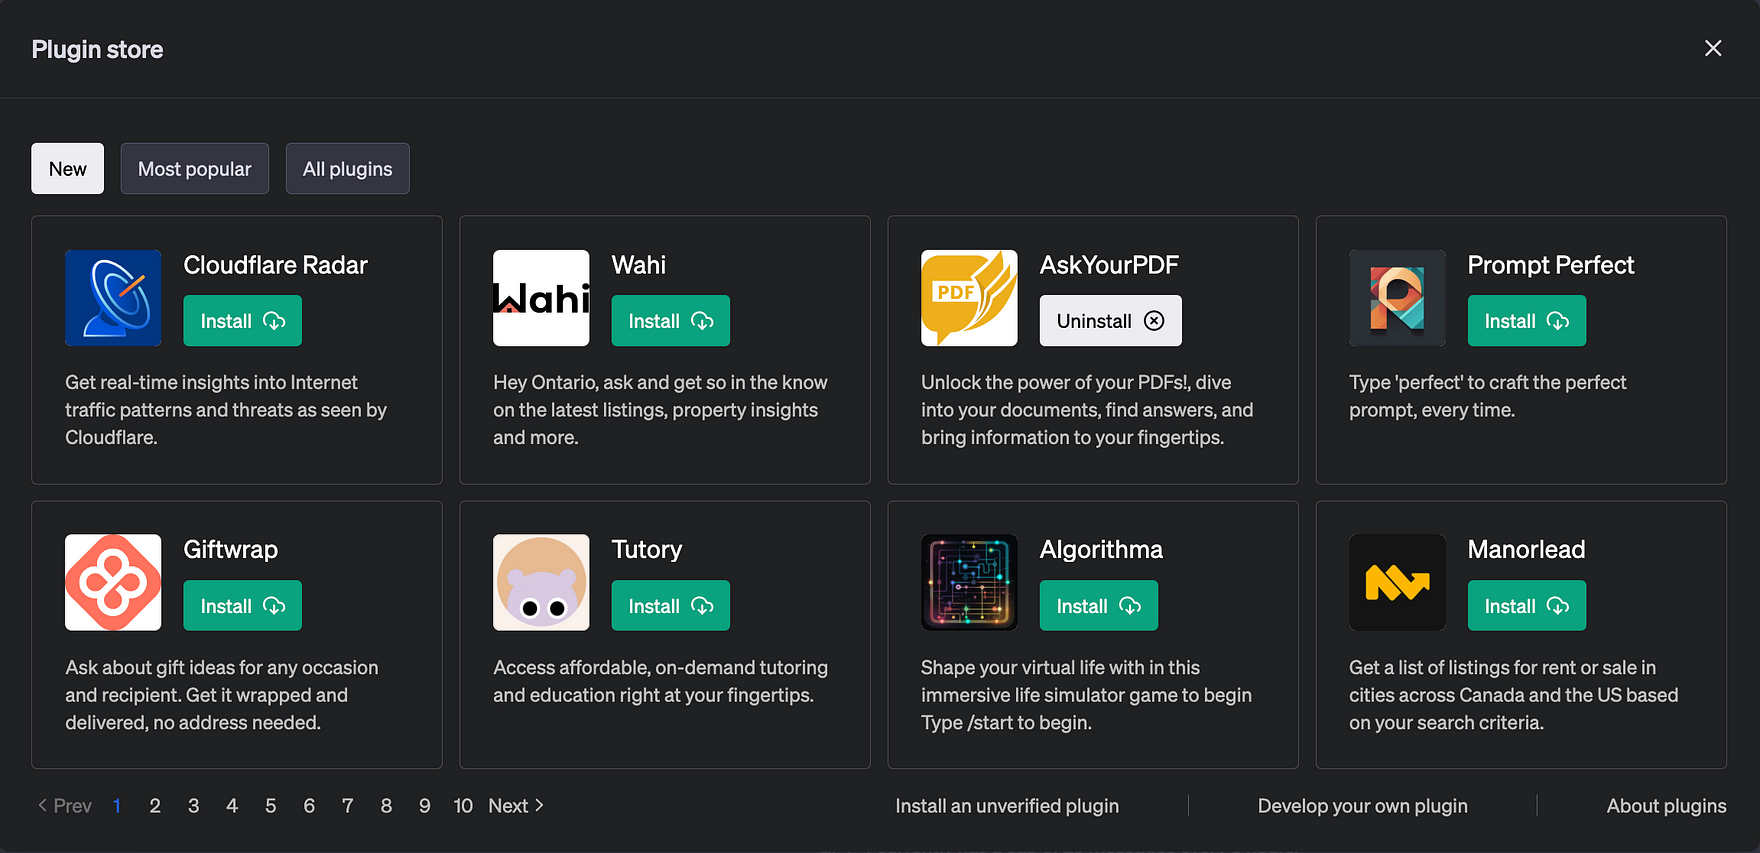 Plugin store
New
Most popular
All plugins
Cloudflare Radar
Install
Get real-time insights into Internet
traffic patterns and threats as seen by
Cloudflare.
Wahi
Wahi
Install
Hey Ontario, ask and get so in the know
on the latest listings, property insights
and more.
PDF
AskYourPDF
Uninstall
Unlock the power of your PDFs!, dive
into your documents, find answers, and
bring information to your fingertips.
Prompt Perfect
Install
Type 'perfect' to craft the perfect
prompt, every time.
Giftwrap
Install
Ask about gift ideas for any occasion
and recipient. Get it wrapped and
delivered, no address needed.
Tutory
Install
Access affordable, on-demand tutoring
and education right at your fingertips.
Algorithma
Install
Shape your virtual life with in this
immersive life simulator game to begin
Type /start to begin.
Manorlead
Install
Get a list of listings for rent or sale in
cities across Canada and the US based
on your search criteria.
Prev 1 2 3 4 5 6 7 8 9 10 Next
Install an unverified plugin
Develop your own plugin
About plugins